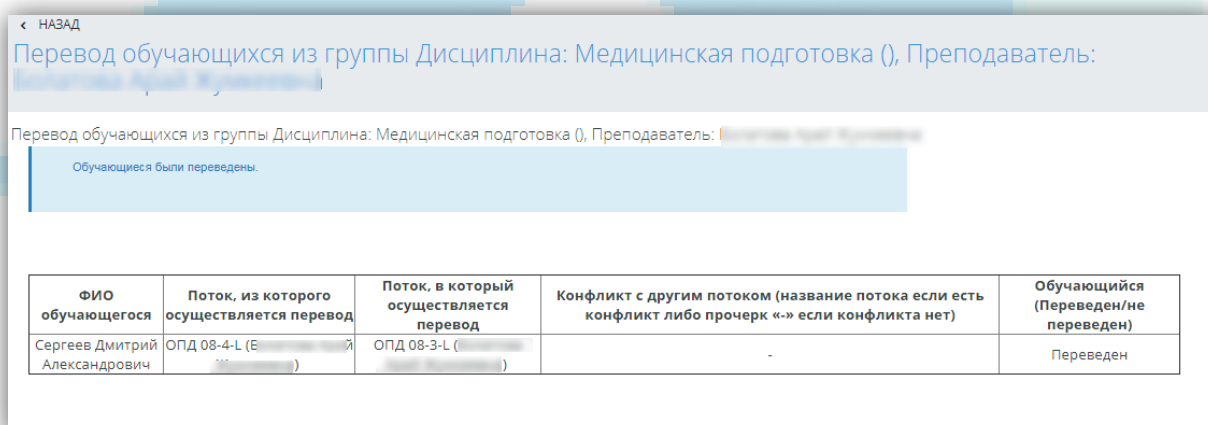 ‹ НАЗАД
Перевод обучающихся из группы Дисциплина: Медицинская подготовка (), Преподаватель:
Перевод обучающихся из группы Дисциплина: Медицинская подготовка (), Преподаватель:
Обучающиеся были переведены.
ФИО обучающегося
Поток, из которого осуществляется перевод
Поток, в который осуществляется перевод
Конфликт с другим потоком (название потока если есть конфликт либо прочерк «-» если конфликта нет)
Обучающийся (Переведен/не переведен)
Сергеев Дмитрий Александрович
ОПД 08-4-L (
)
ОПД 08-3-L (
)
-
Переведен